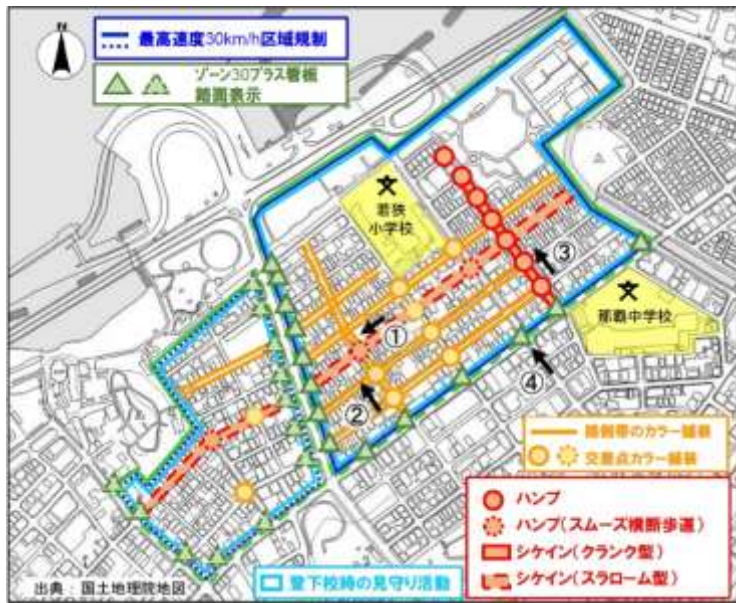 最高速度30km/h区域規制
ゾーン30プラス看板
路面表示
若狭
小学校
③
那覇中学校
①
②
④
路側帯のカラー舗装
交差点カラー舗装
ハンプ
ハンプ(スムーズ横断歩道)
シケイン(クランク型)
シケイン(スラローム型)
登下校時の見守り活動
出典：国土地理院地図